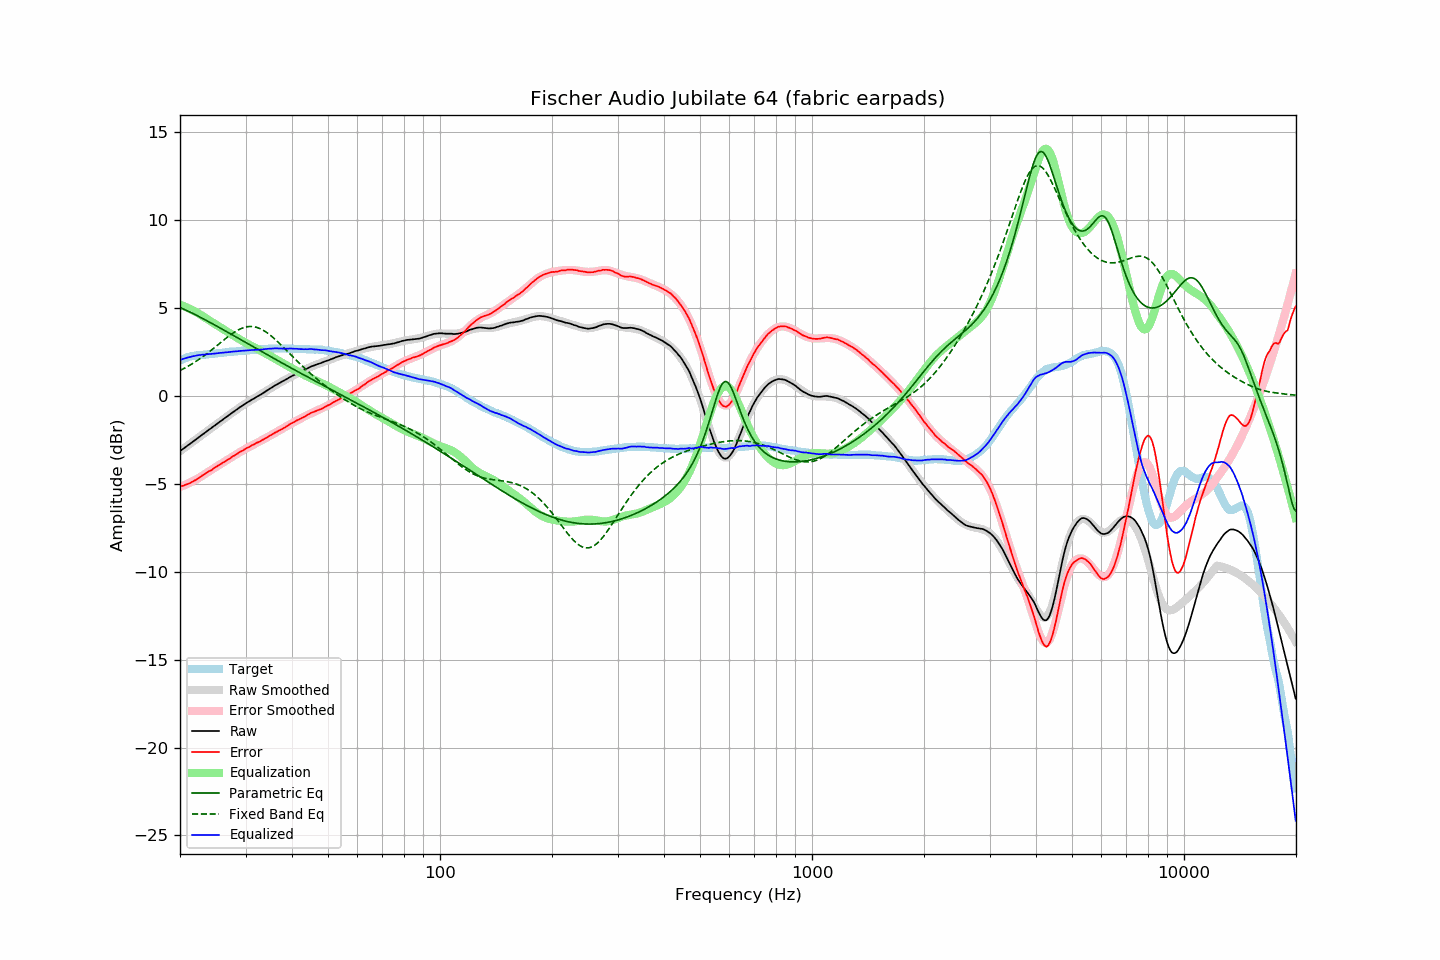 Fischer Audio Jubilate 64 (fabric earpads)
15
10
5
0
−5
−10
−15
−20
−25
Amplitude (dBr)
Target
Raw Smoothed
Error Smoothed
Raw
Error
Equalization
Parametric Eq
Fixed Band Eq
Equalized
100
1000
10000
Frequency (Hz)